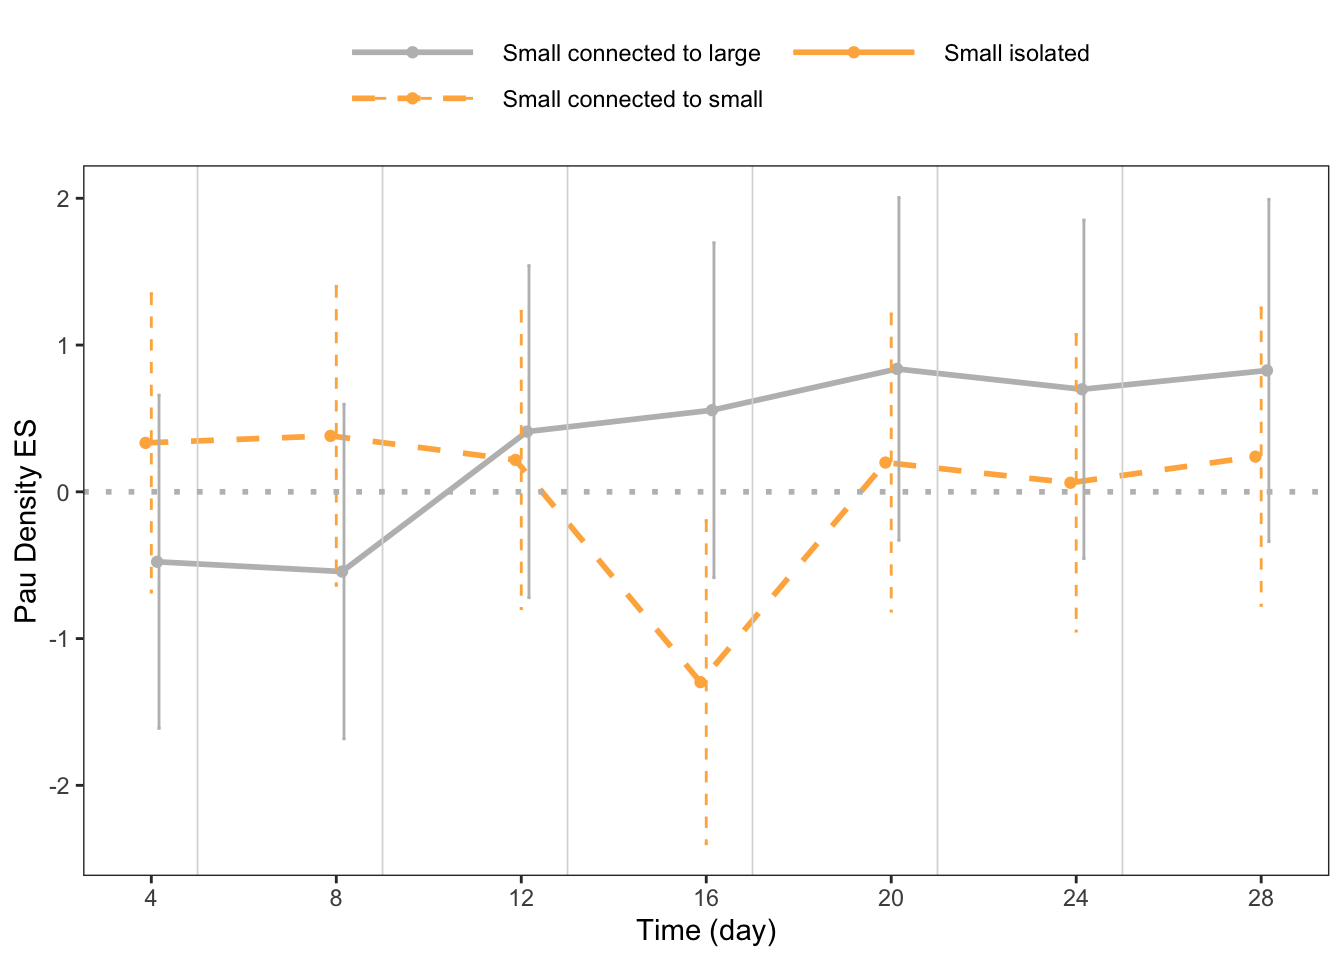 Small connected to large
Small isolated
Small connected to small
Pau Density ES
2
1
0
-1
-2
4 8 12 16 20 24 28
Time (day)